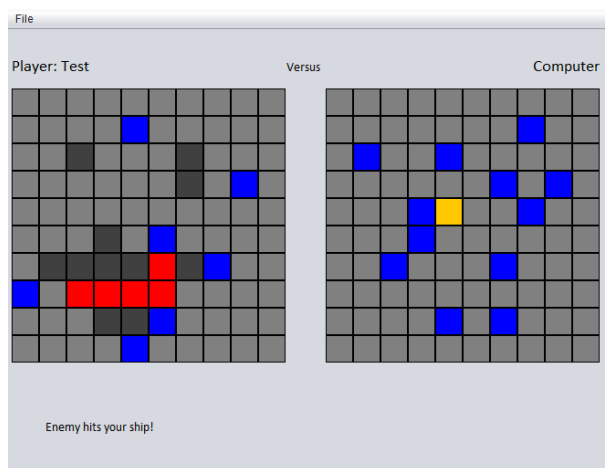 File
Player: Test
Versus
Computer
Enemy hits your ship!